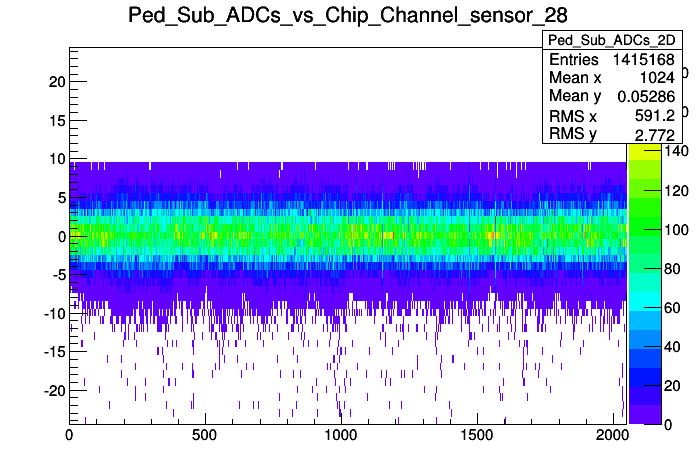 Ped_Sub_ADCs_vs_Chip_Channel_sensor_28
Ped_Sub_ADCs_2D
Entries 1415168
Mean x 1024
Mean y 0.05286
RMS x 591.2
RMS y 2.772
20
15
10
5
0
-5
-10
-15
-20
0 500 1000 1500 2000
140
120
100
80
60
40
20
0